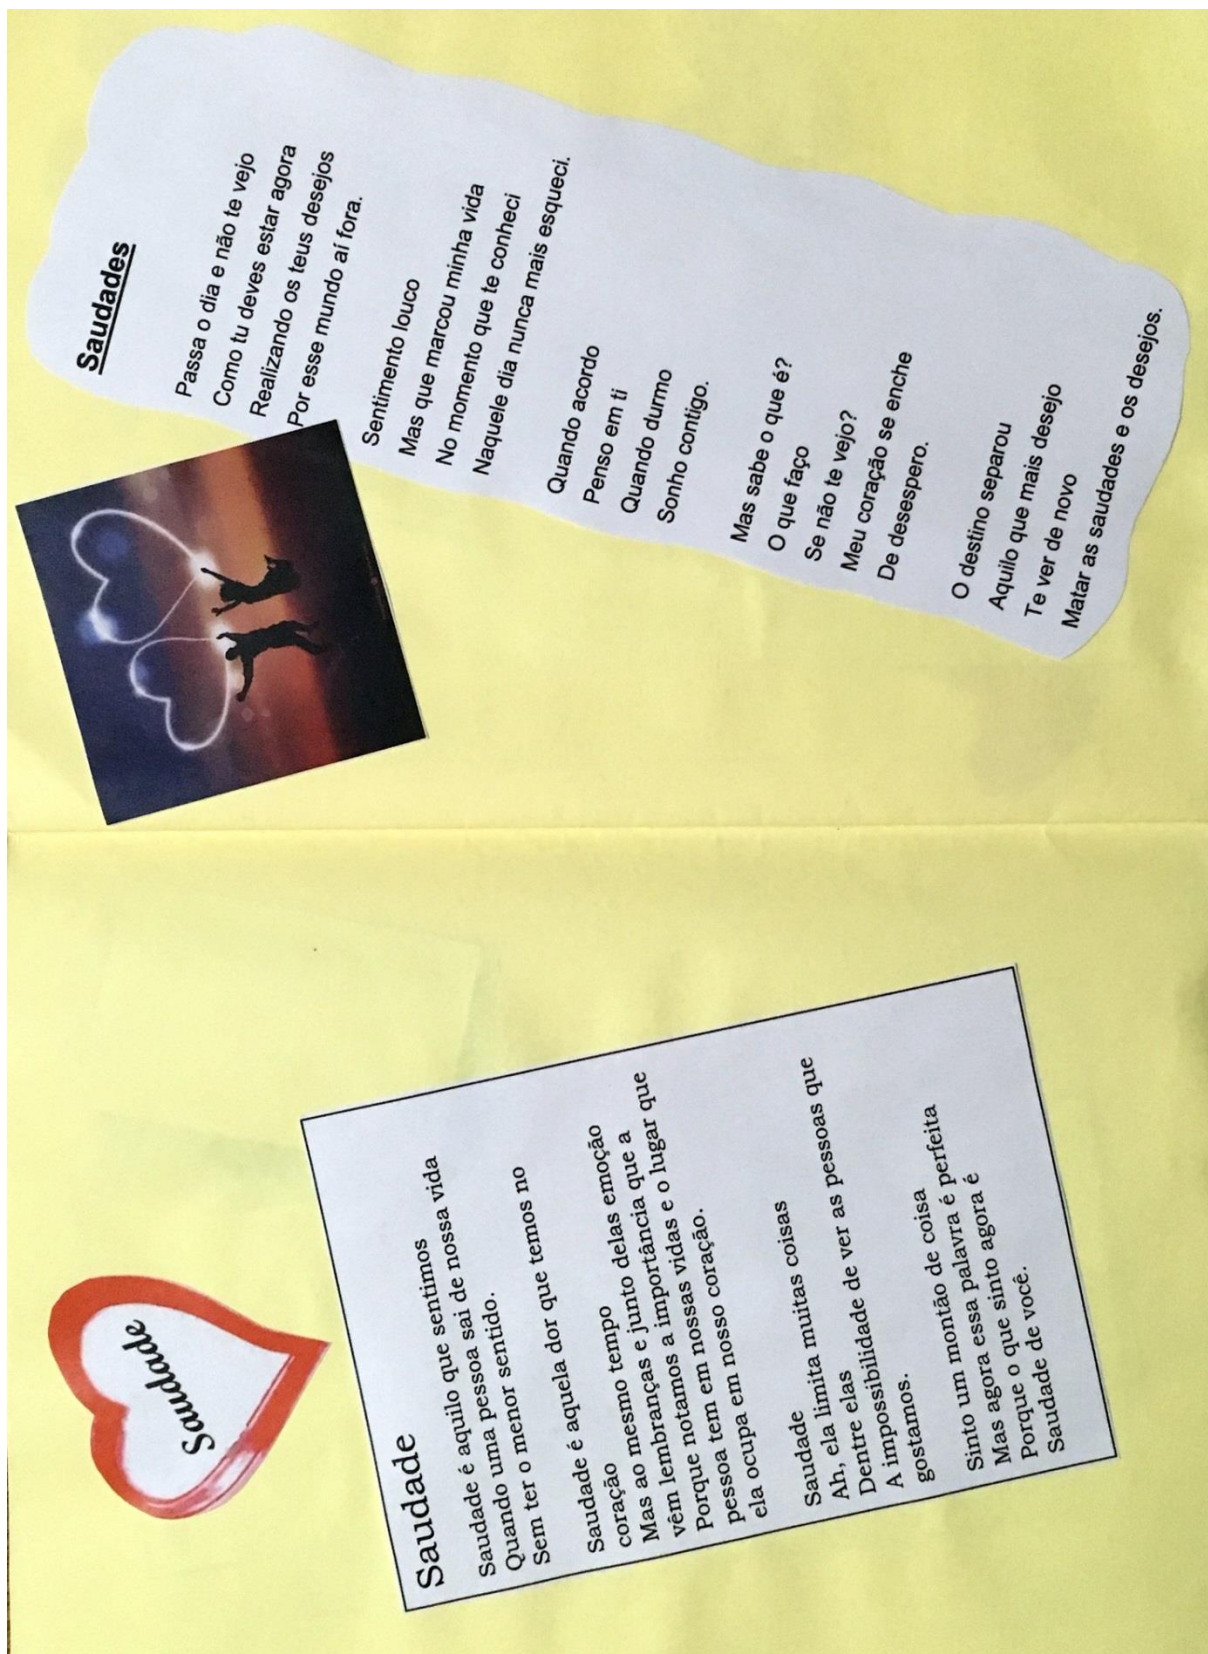 Saudade
Saudade
Saudade é aquilo que sentimos
Quando uma pessoa sai de nossa vida
Sem ter o menor sentido.
Saudade é aquela dor que temos no
coração
Mas ao mesmo tempo
vêm lembranças e junto delas emoção
Porque notamos a importância que a
pessoa tem em nossas vidas e o lugar que
ela ocupa em nosso coração.
Saudade
Ah, ela limita muitas coisas
Dentre elas
A impossibilidade de ver as pessoas que
gostamos.
Sinto um montão de coisa
Mas agora essa palavra é perfeita
Porque o que sinto agora é
Saudade de você.
Saudades
Passa o dia e não te vejo
Como tu deves estar agora
Realizando os teus desejos
Por esse mundo aí fora.
Sentimento louco
Mas que marcou minha vida
No momento que te conheci
Naquele dia nunca mais esqueci.
Quando acordo
Penso em ti
Quando durmo
Sonho contigo.
Mas sabe o que é?
O que faço
Se não te vejo?
Meu coração se enche
De desespero.
O destino separou
Aquilo que mais desejo
Te ver de novo
Matar as saudades e os desejos.